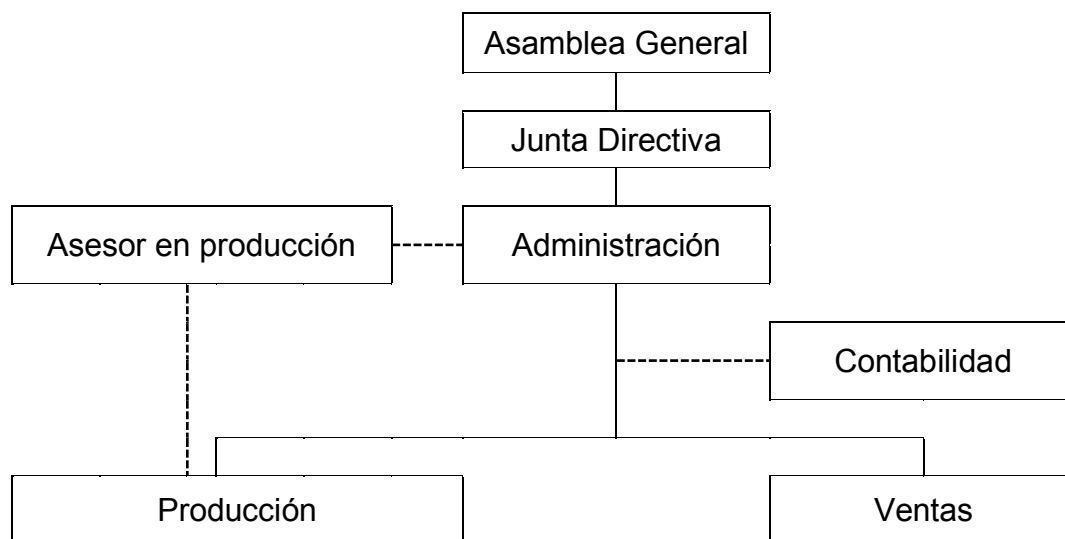 Asamblea General
Junta Directiva
Asesor en producción
Administración
Contabilidad
Producción
Ventas